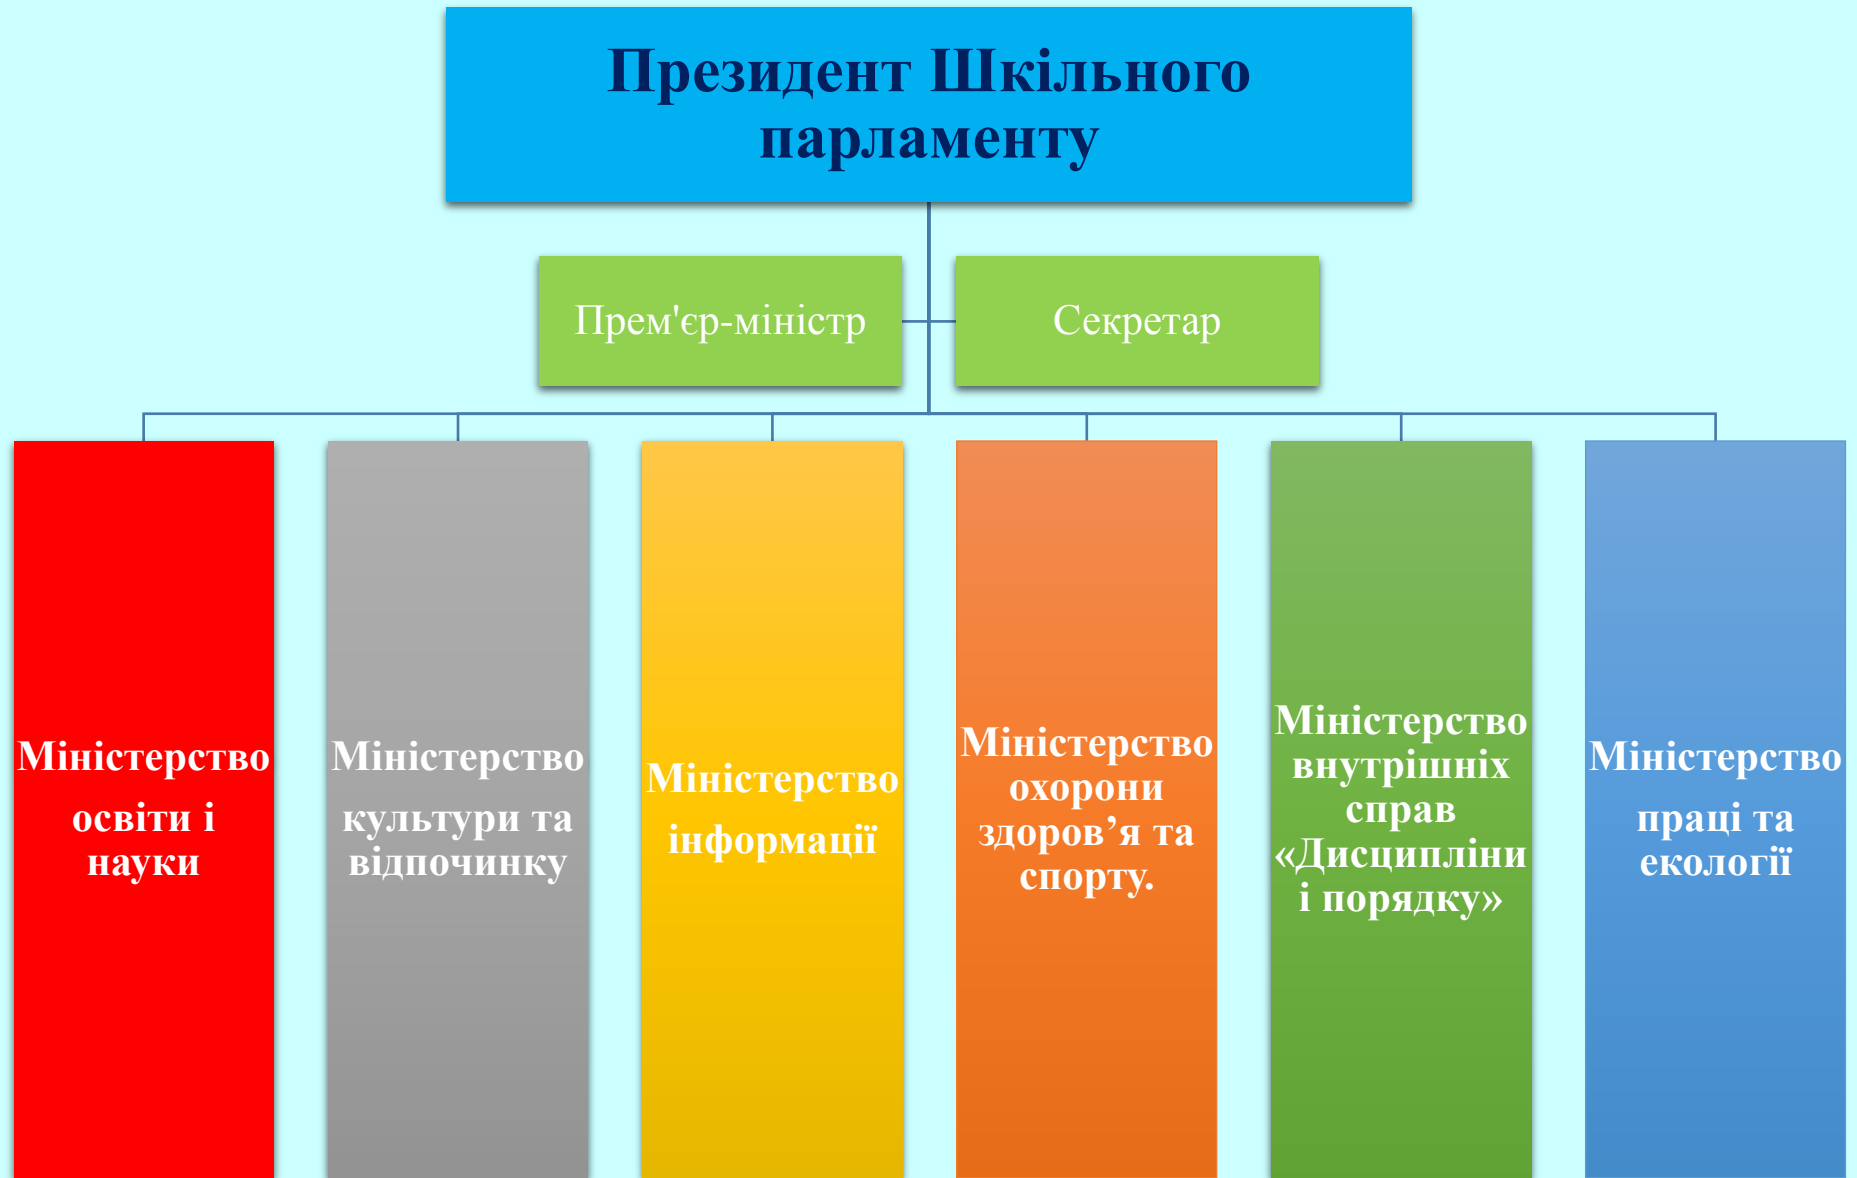 Президент Шкільного
парламенту
Прем'єр-міністр
Секретар
Міністерство
освіти і
науки
Міністерство
культури та
відпочинку
Міністерство
інформації
Міністерство
охорони
здоров’я та
спорту.
Міністерство
внутрішніх
справ
«Дисципліни
і порядку»
Міністерство
праці та
екології